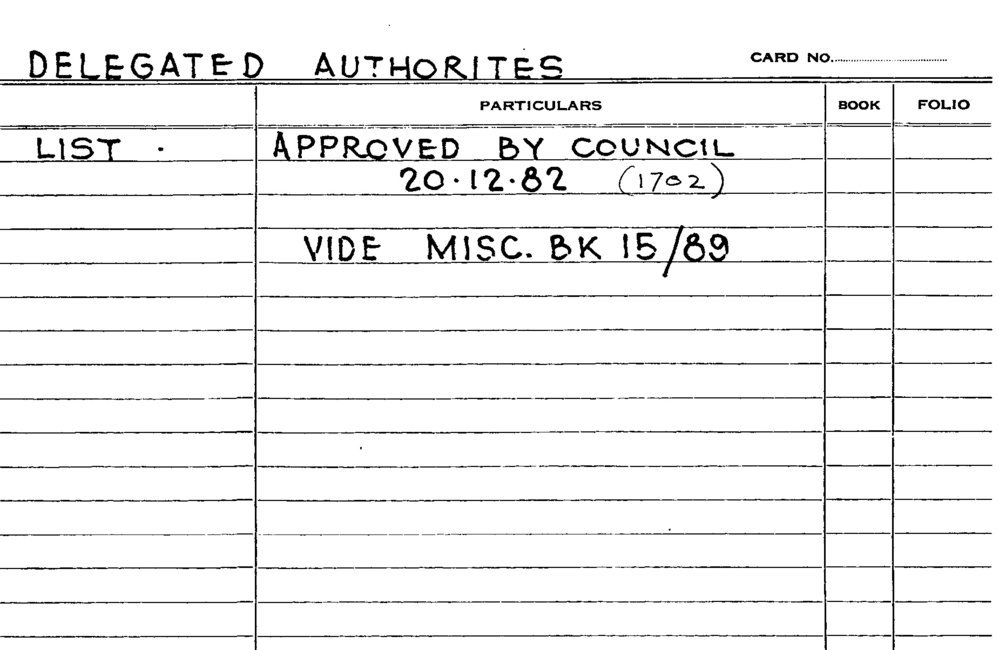 DELEGATED AUTHORITES CARD NO.
PARTICULARS BOOK FOLIO
LIST · APPROVED BY COUNCIL
20·12·82 (1702)
VIDE MISC. BK 15/89